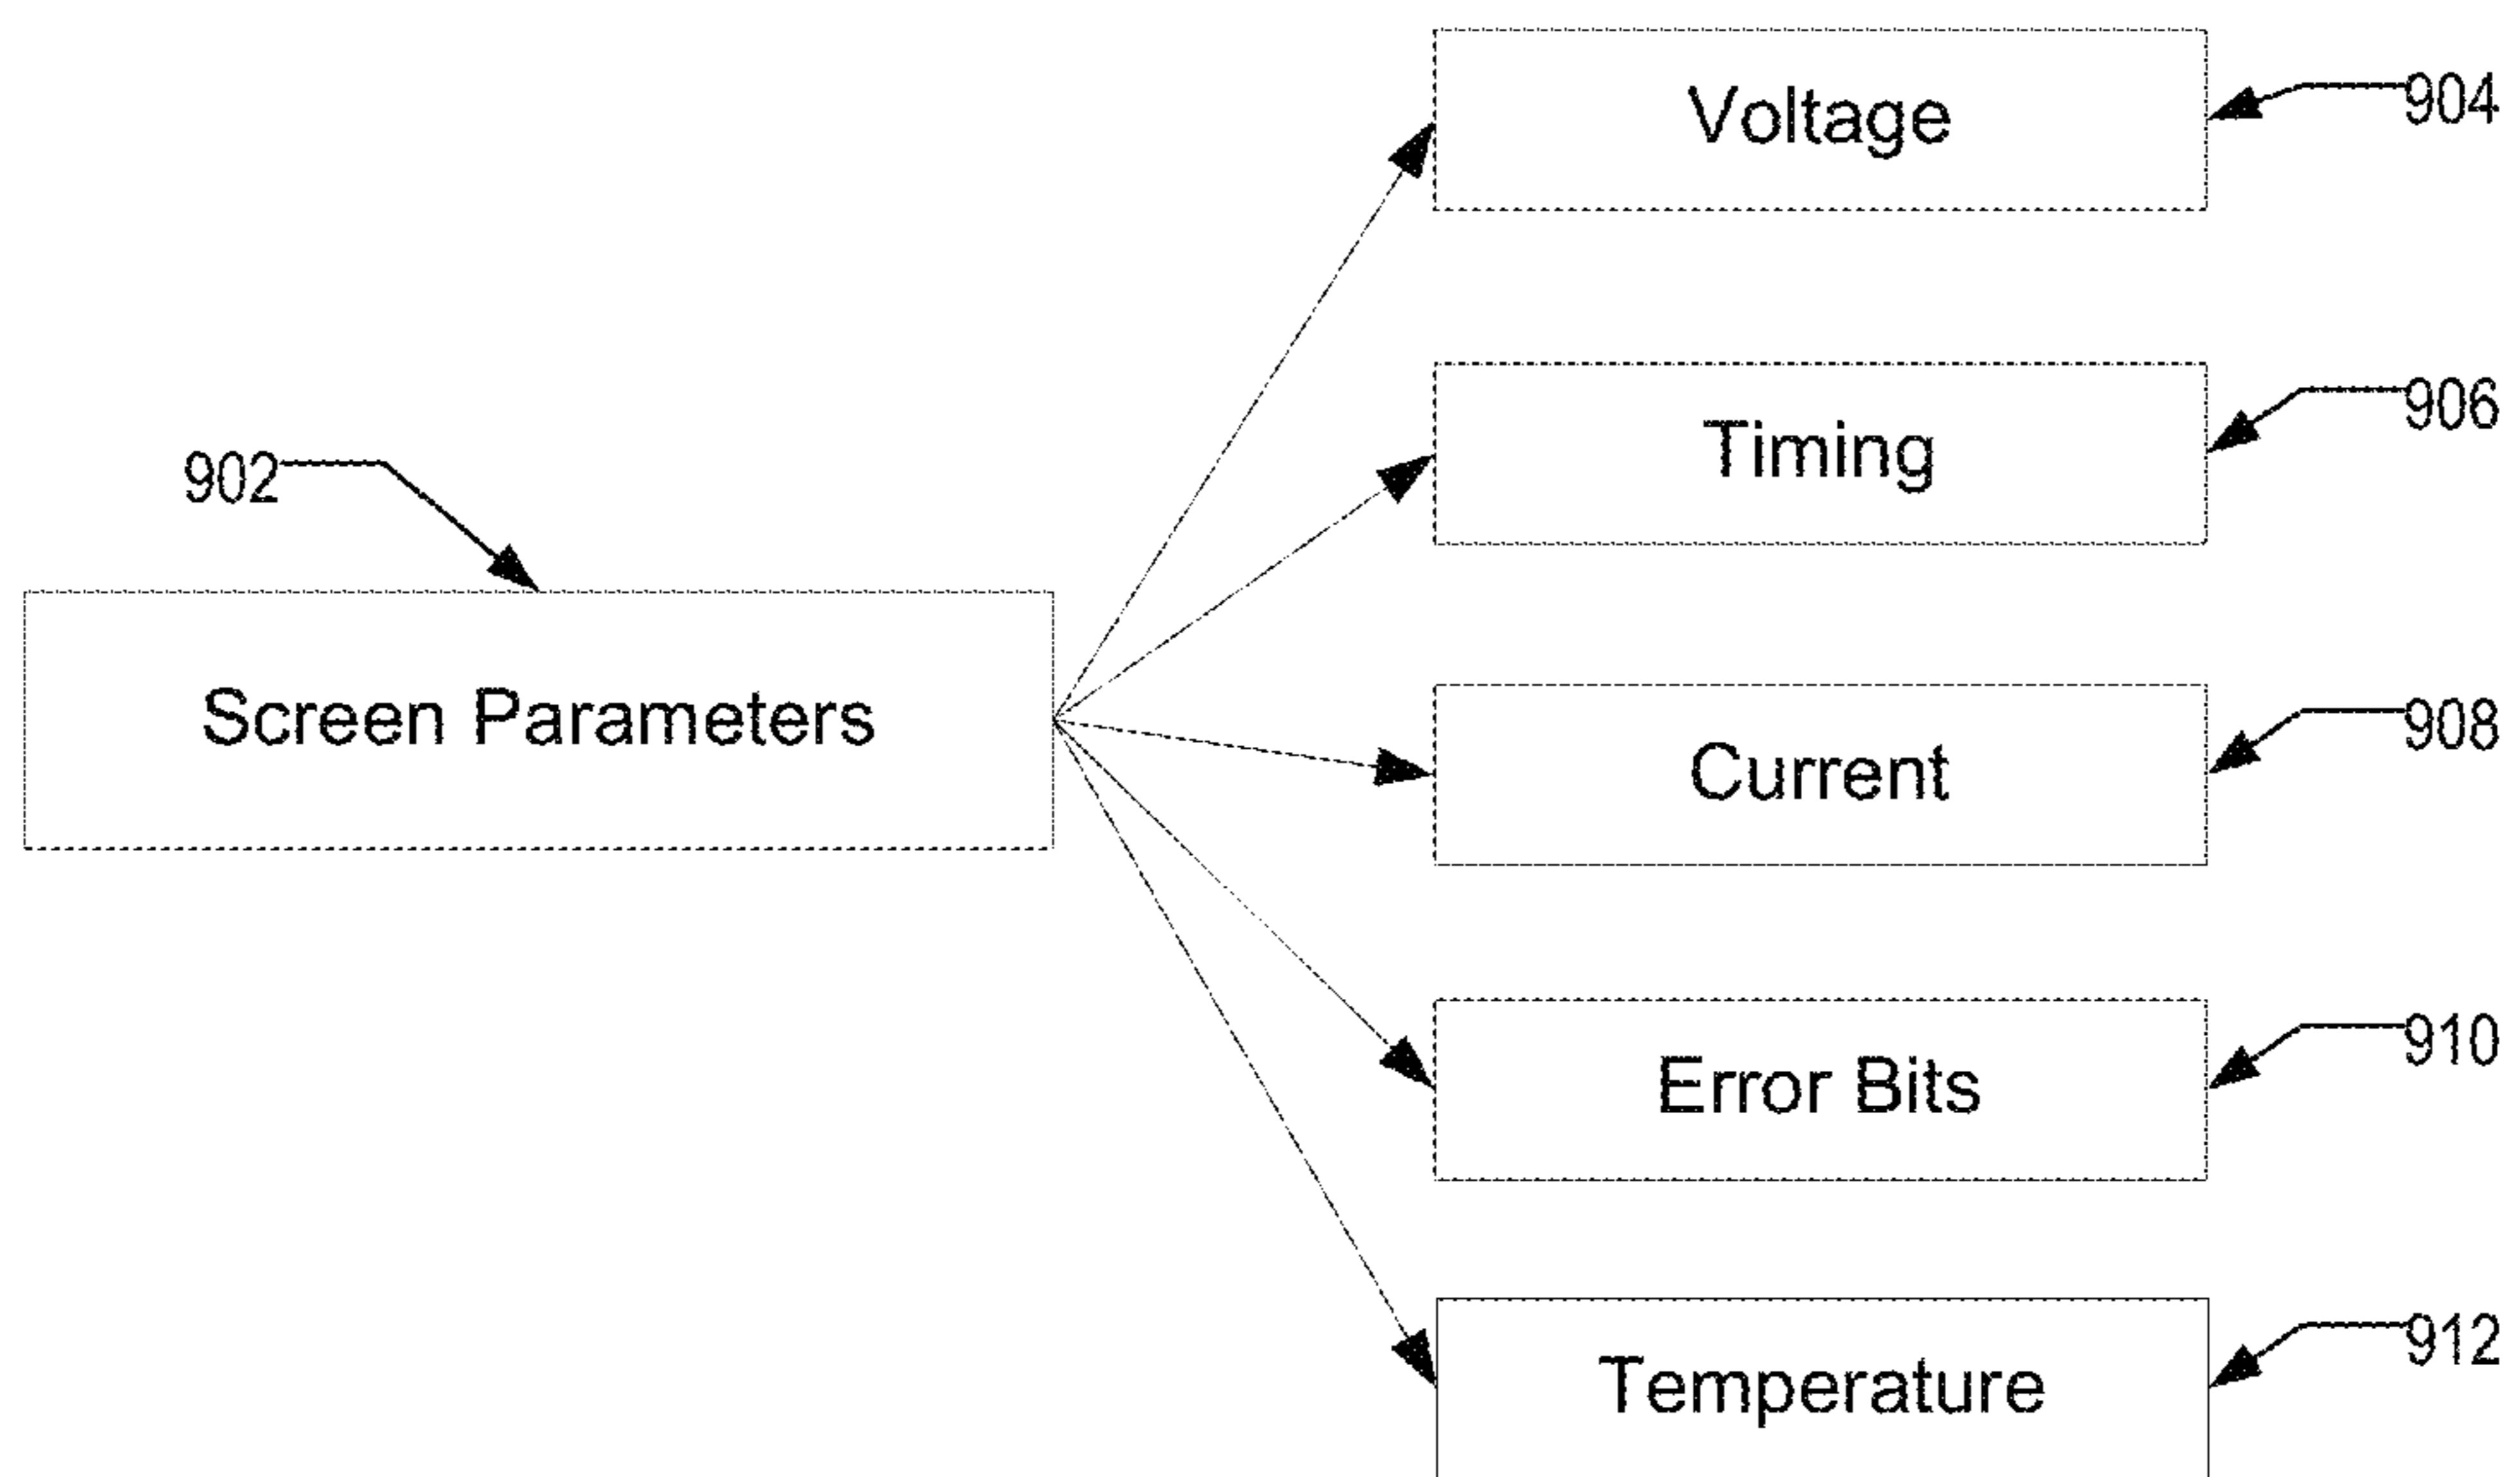 Voltage
904
Timing
906
902
Screen Parameters
Current
908
Error Bits
910
Temperature
912